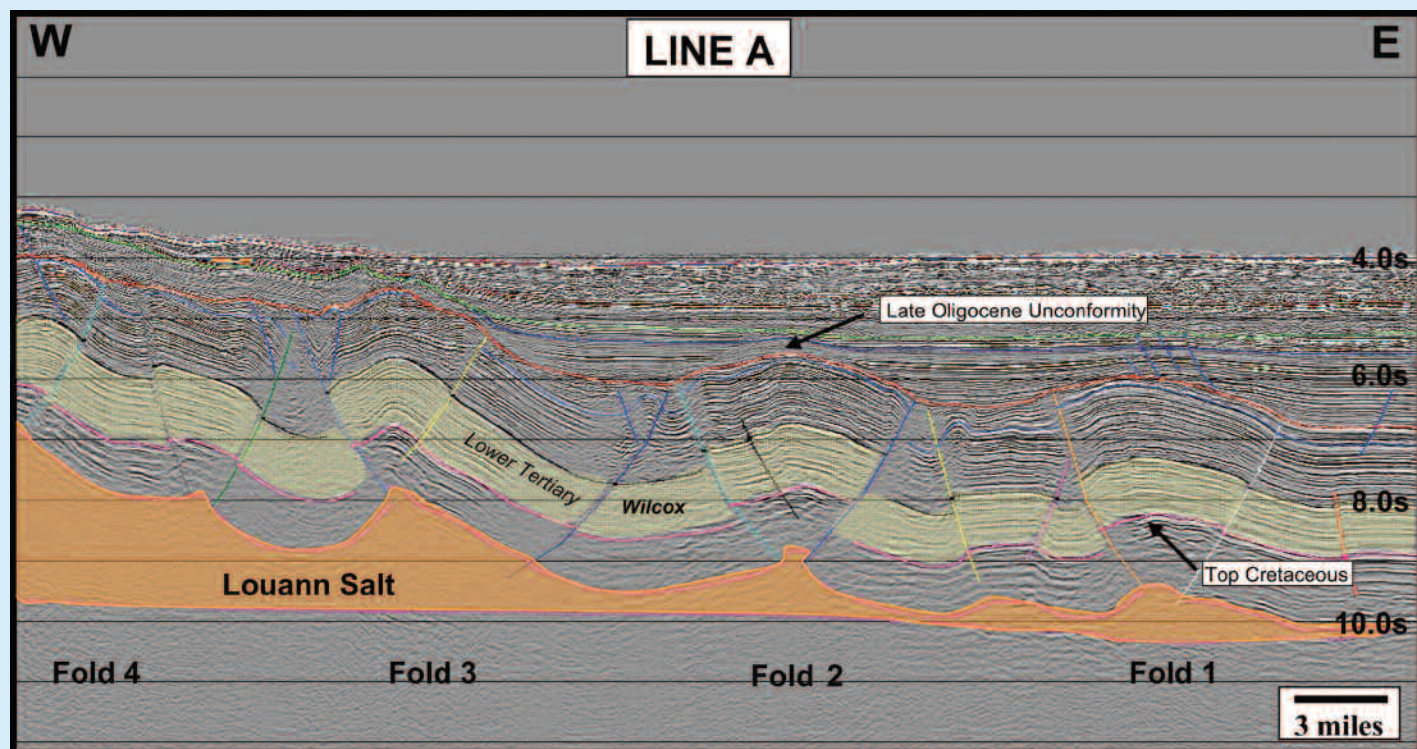 W
LINE A
E
4.0s
Late Oligocene Unconformity
6.0s
Lower Tertiary
Wilcox
8.0s
Top Cretaceous
Louann Salt
10.0s
Fold 4
Fold 3
Fold 2
Fold 1
3 miles